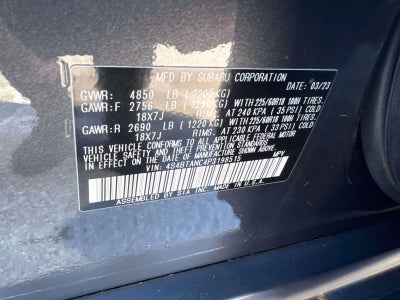 MFD. BY SUBARU CORPORATION
DATE: 03/23
GVWR: 4850 LB (2200 KG)
GAWR:F 2756 LB (1250 KG) WITH 225/60R18 100H TIRES,
18X7J RIMS, AT 240 KPA (35 PSI) COLD
GAWR:R 2690 LB (1220 KG) WITH 225/60R18 100H TIRES,
18X7J RIMS, AT 230 KPA (33 PSI) COLD
THIS VEHICLE CONFORMS TO ALL APPLICABLE FEDERAL MOTOR
VEHICLE SAFETY STANDARDS IN EFFECT ON THE
DATE OF MANUFACTURE SHOWN ABOVE.
VIN: 4S4BTANC4P3198515 MPV
ASSEMBLED BY SIA INC. MADE IN U.S.A.